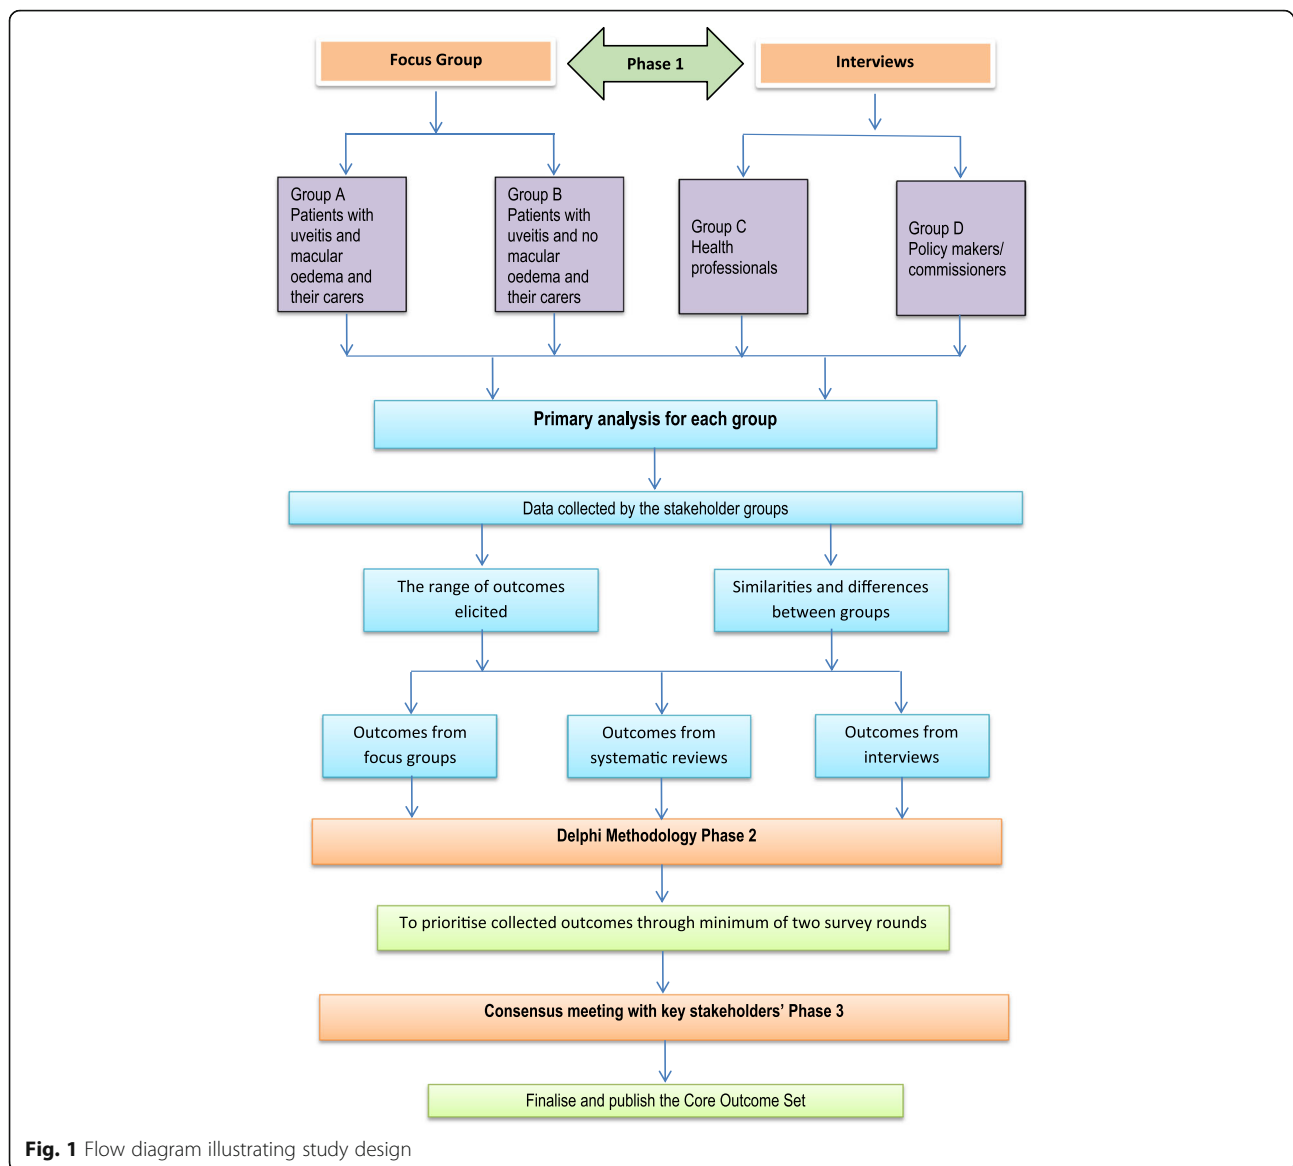 Focus Group
Phase 1
Interviews
Group A
Patients with
uveitis and
macular
oedema and
their carers
Group B
Patients with
uveitis and no
macular
oedema and
their carers
Group C
Health
professionals
Group D
Policy makers/
commissioners
Primary analysis for each group
Data collected by the stakeholder groups
The range of outcomes
elicited
Similarities and differences
between groups
Outcomes from
focus groups
Outcomes from
systematic reviews
Outcomes from
interviews
Delphi Methodology Phase 2
To prioritise collected outcomes through minimum of two survey rounds
Consensus meeting with key stakeholders’ Phase 3
Finalise and publish the Core Outcome Set
Fig. 1 Flow diagram illustrating study design